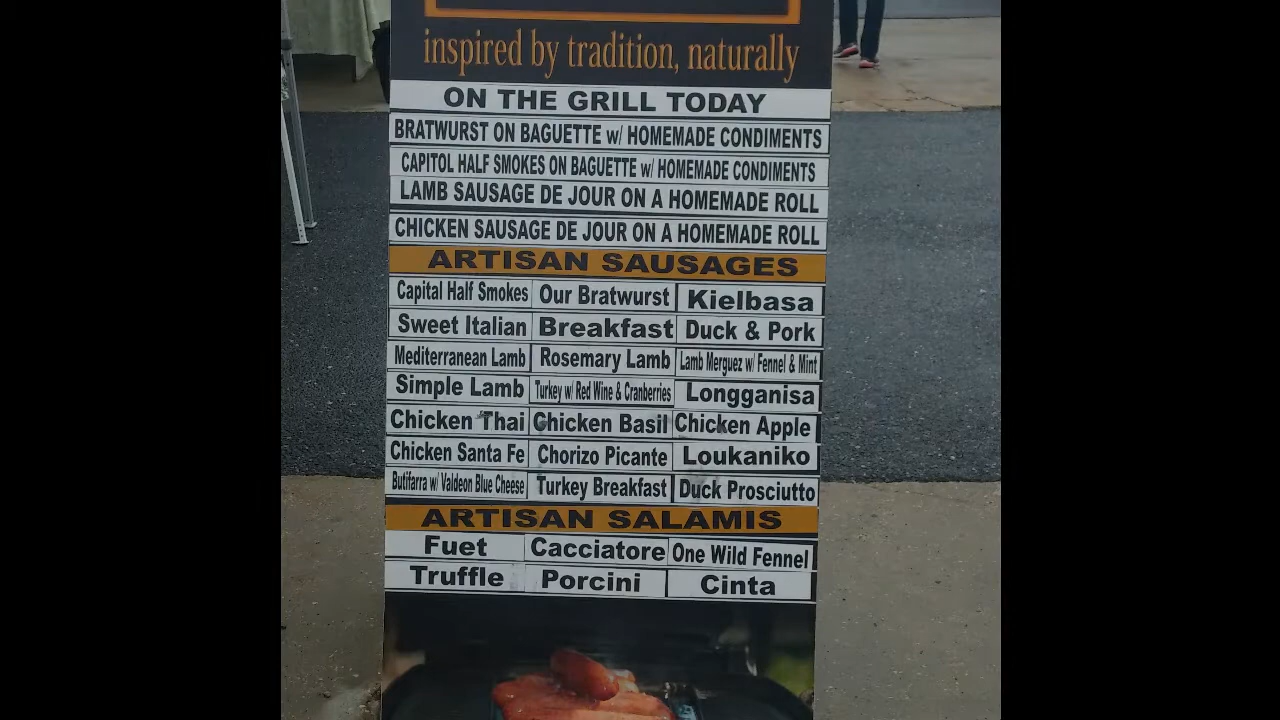 inspired by tradition, naturally
ON THE GRILL TODAY
BRATWURST ON BAGUETTE w/ HOMEMADE CONDIMENTS
CAPITOL HALF SMOKES ON BAGUETTE w/ HOMEMADE CONDIMENTS
LAMB SAUSAGE DE JOUR ON A HOMEMADE ROLL
CHICKEN SAUSAGE DE JOUR ON A HOMEMADE ROLL
ARTISAN SAUSAGES
Capital Half Smokes Our Bratwurst Kielbasa
Sweet Italian Breakfast Duck & Pork
Mediterranean Lamb Rosemary Lamb Lamb Merguez w/ Fennel & Mint
Simple Lamb Turkey w/ Red Wine & Cranberries Longganisa
Chicken Thai Chicken Basil Chicken Apple
Chicken Santa Fe Chorizo Picante Loukaniko
Butifarra w/ Valdeon Blue Cheese Turkey Breakfast Duck Prosciutto
ARTISAN SALAMIS
Fuet Cacciatore One Wild Fennel
Truffle Porcini Cinta